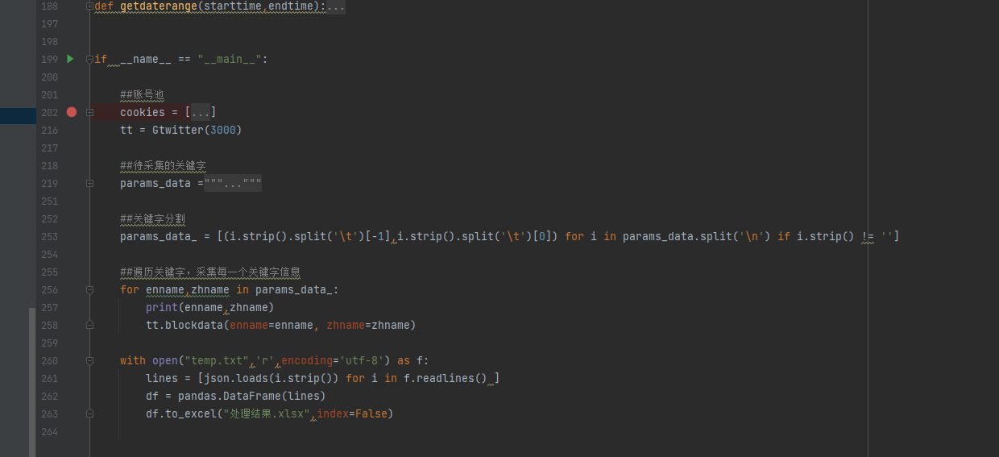 188 def getdaterange(starttime,endtime):...
197
198
199 if __name__ == "__main__":
200
201 ##账号池
202 cookies = [...]
216 tt = Gtwitter(3000)
217
218 ##待采集的关键字
219 params_data ="""..."""
251
252 ##关键字分割
253 params_data_ = [(i.strip().split('\t')[-1],i.strip().split('\t')[0]) for i in params_data.split('\n') if i.strip() != '']
254
255 ##遍历关键字，采集每一个关键字信息
256 for enname,zhname in params_data_:
257 print(enname,zhname)
258 tt.blockdata(enname=enname, zhname=zhname)
259
260 with open("temp.txt",'r',encoding='utf-8') as f:
261 lines = [json.loads(i.strip()) for i in f.readlines() ]
262 df = pandas.DataFrame(lines)
263 df.to_excel("处理结果.xlsx",index=False)
264